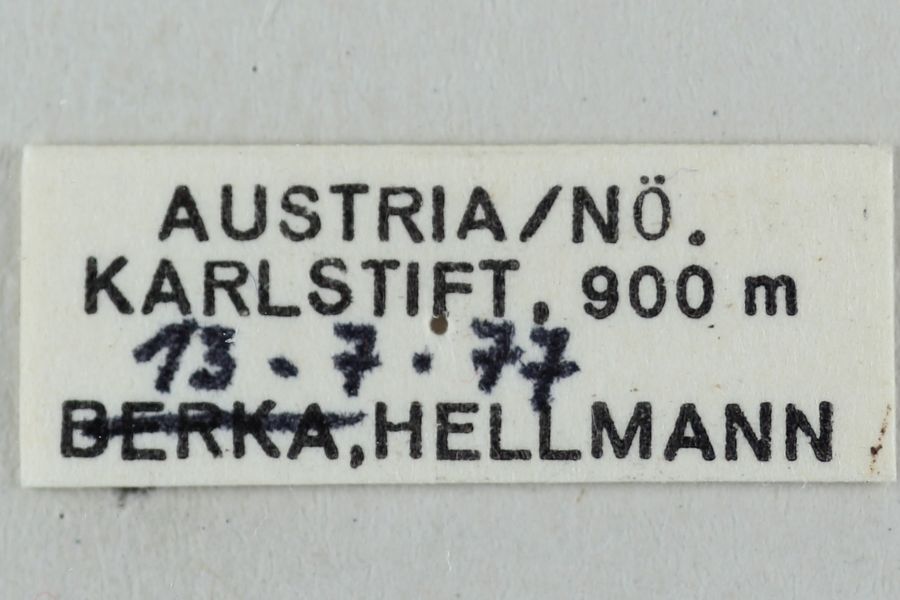 AUSTRIA/NÖ.
KARLSTIFT, 900 m
13.7.77
BERKA,HELLMANN